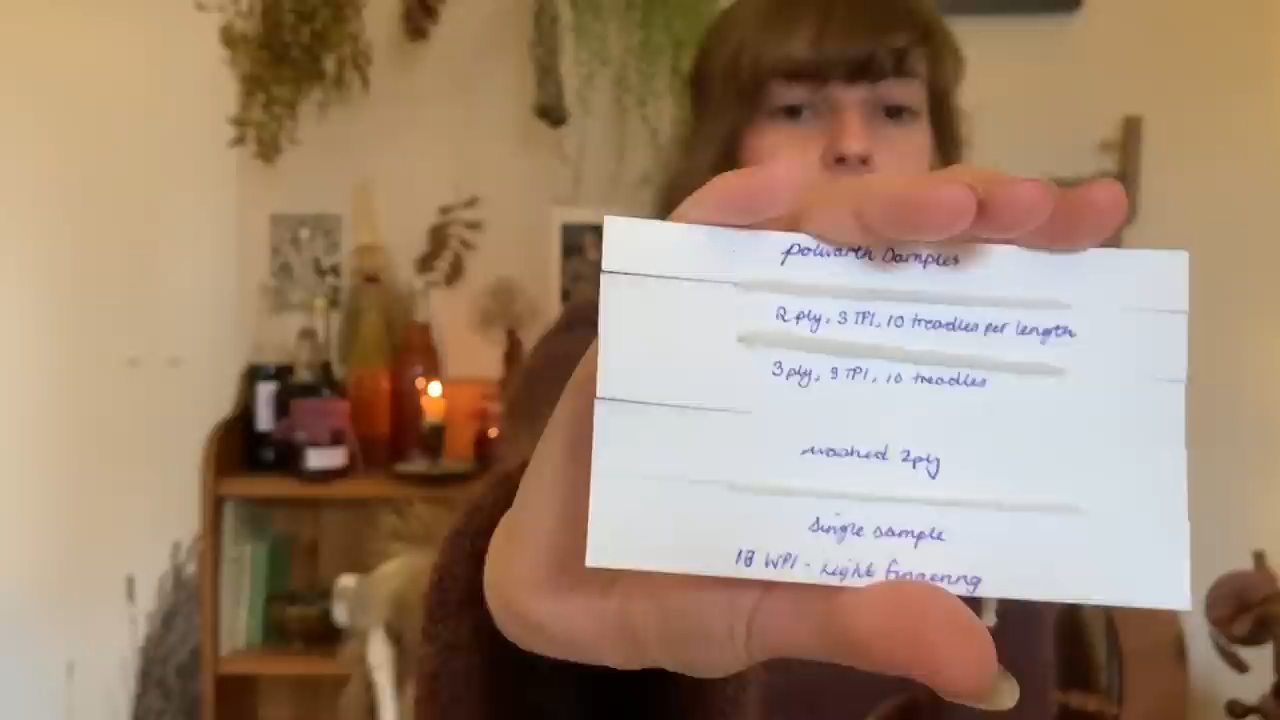 polwarth Samples
2 ply, 3 TPI, 10 treadles per length
3 ply, 3 TPI, 10 treadles
washed 2ply
single sample
18 WPI - Light fingering